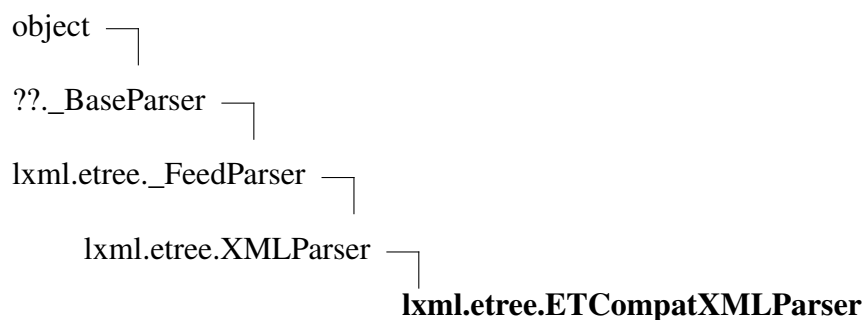 object
??._BaseParser
lxml.etree._FeedParser
lxml.etree.XMLParser
lxml.etree.ETCompatXMLParser